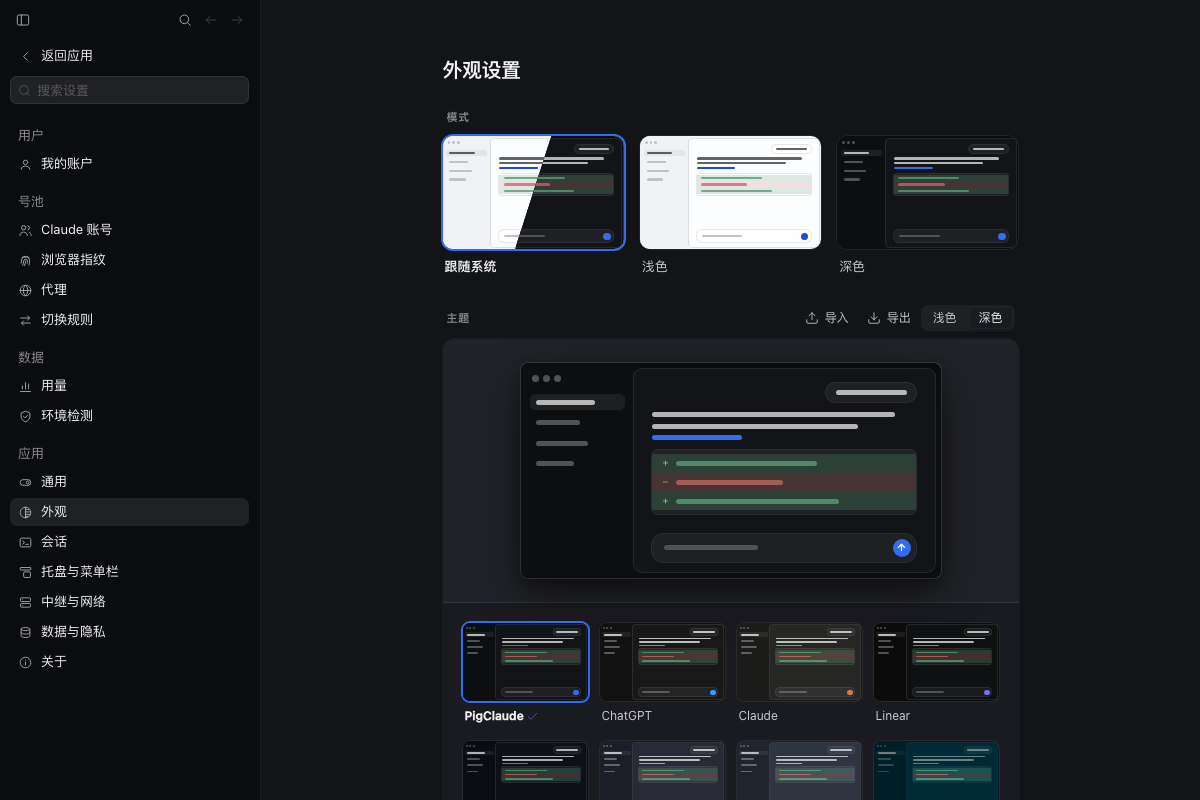 返回应用
搜索设置
用户
我的账户
号池
Claude 账号
浏览器指纹
代理
切换规则
数据
用量
环境检测
应用
通用
外观
会话
托盘与菜单栏
中继与网络
数据与隐私
关于
外观设置
模式
跟随系统
浅色
深色
主题
导入
导出
浅色
深色
PigClaude
ChatGPT
Claude
Linear